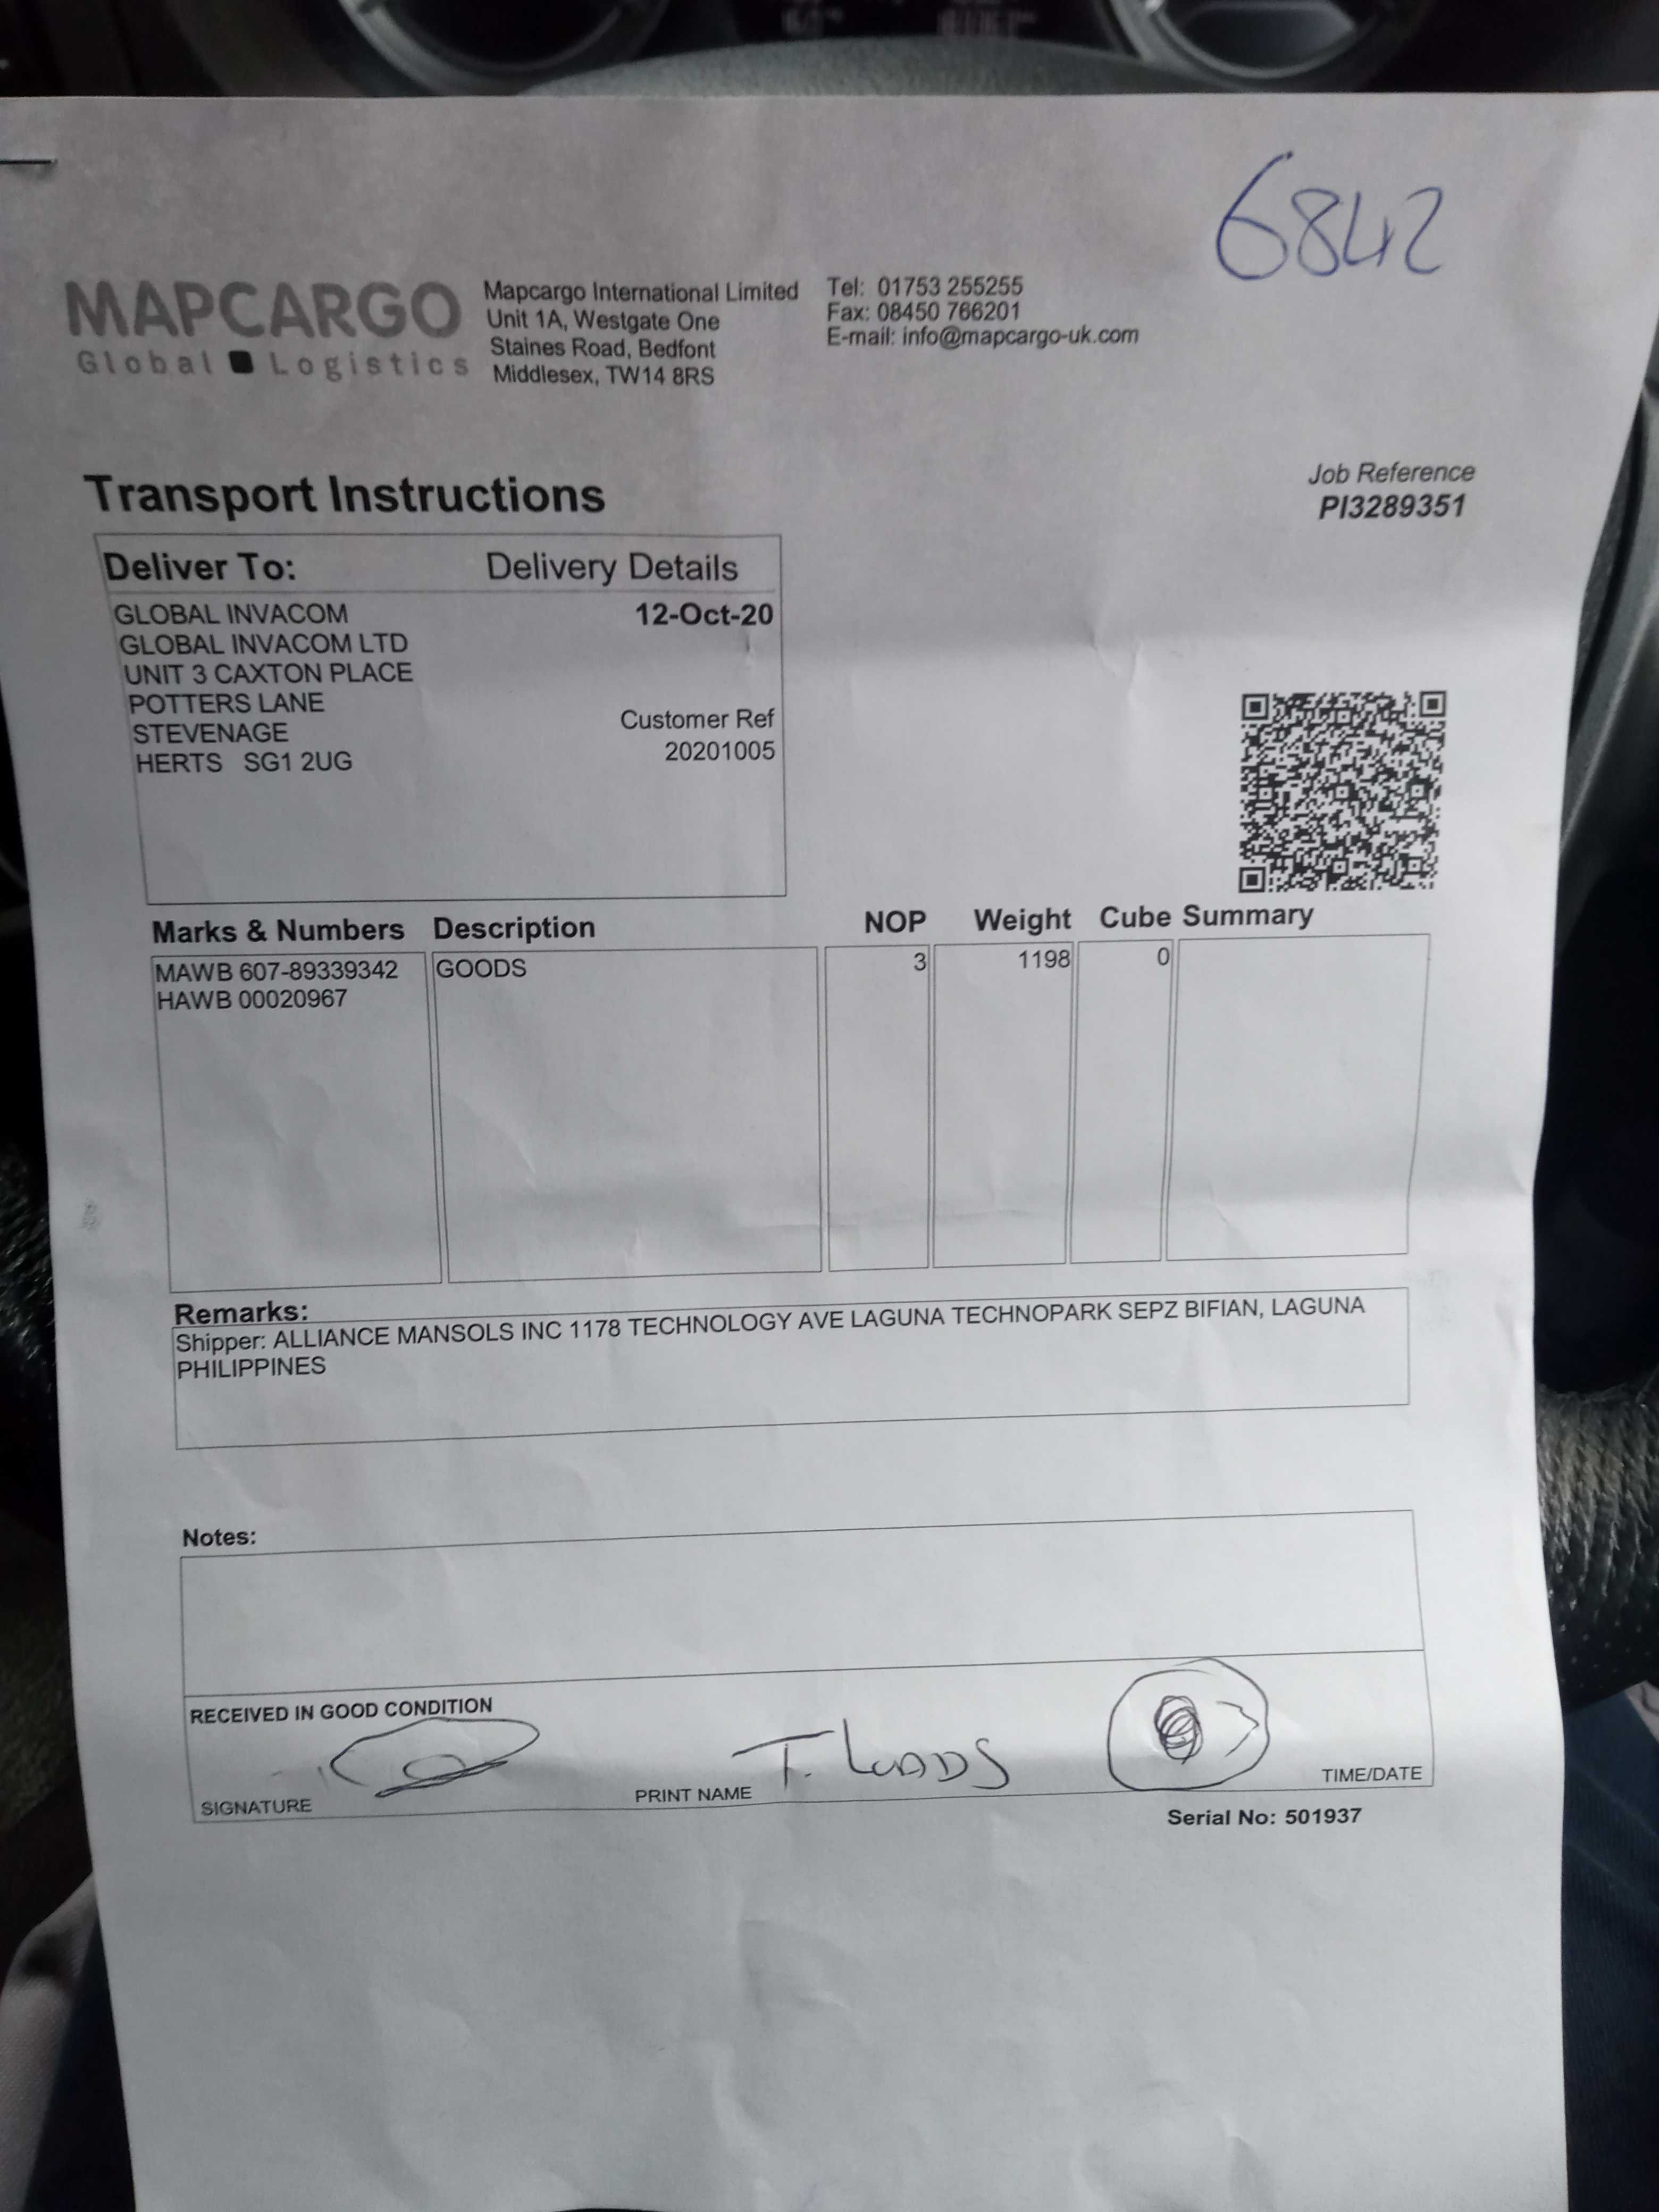 6842
MAPCARGO
Global Logistics
Mapcargo International Limited
Unit 1A, Westgate One
Staines Road, Bedfont
Middlesex, TW14 8RS
Tel: 01753 255255
Fax: 08450 766201
E-mail: info@mapcargo-uk.com
Job Reference
PI3289351
Transport Instructions
Deliver To: Delivery Details
GLOBAL INVACOM 12-Oct-20
GLOBAL INVACOM LTD
UNIT 3 CAXTON PLACE
POTTERS LANE
STEVENAGE
HERTS SG1 2UG
Customer Ref
20201005
Marks & Numbers Description NOP Weight Cube Summary
MAWB 607-89339342 GOODS 3 1198 0
HAWB 00020967
Remarks:
Shipper: ALLIANCE MANSOLS INC 1178 TECHNOLOGY AVE LAGUNA TECHNOPARK SEPZ BIFIAN, LAGUNA
PHILIPPINES
Notes:
RECEIVED IN GOOD CONDITION
SIGNATURE PRINT NAME T. TIME/DATE
Serial No: 501937